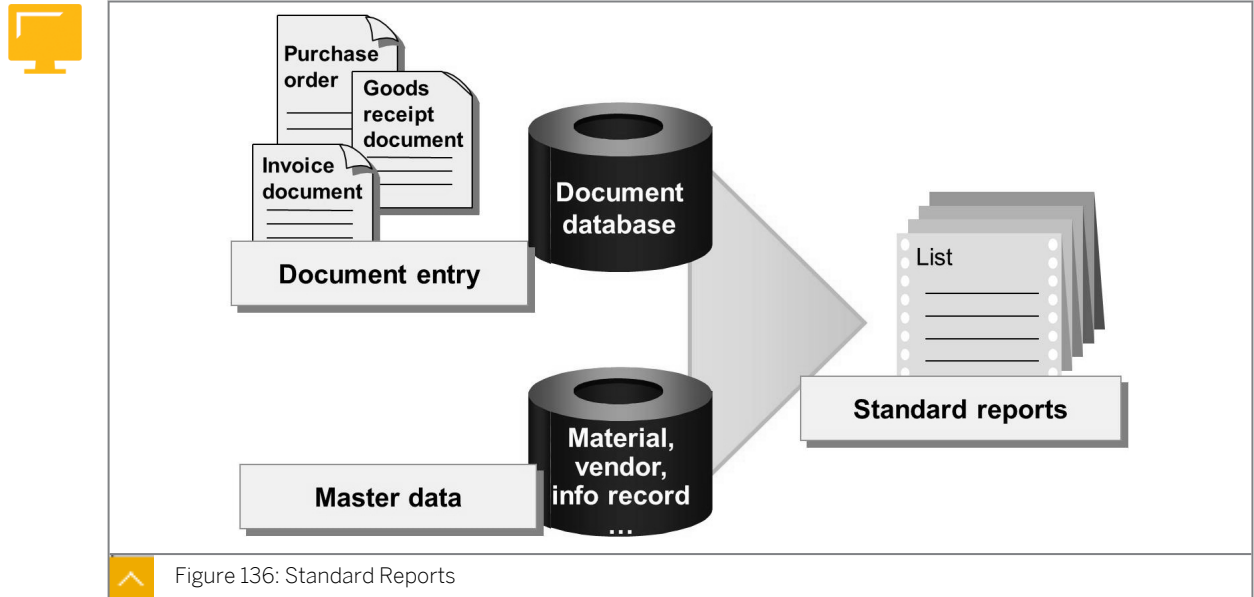 Purchase
order
Goods
receipt
document
Invoice
document
Document entry
Document
database
Master data
Material,
vendor,
info record
...
List
Standard reports
Figure 136: Standard Reports